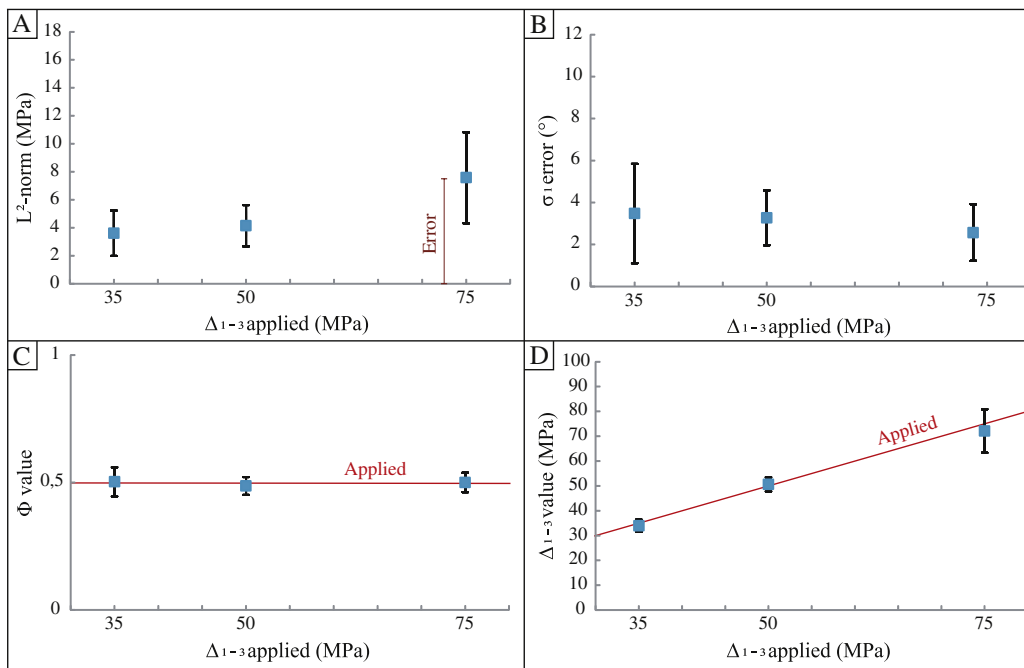 A
L²-norm (MPa)
18
16
14
12
10
8
6
4
2
0
Error
35
50
75
Δ₁₋₃ applied (MPa)
B
σ₁ error (°)
12
10
8
6
4
2
0
35
50
75
Δ₁₋₃ applied (MPa)
C
Φ value
1
0,5
0
Applied
35
50
75
Δ₁₋₃ applied (MPa)
D
Δ₁₋₃ value (MPa)
100
90
80
70
60
50
40
30
20
10
0
Applied
35
50
75
Δ₁₋₃ applied (MPa)